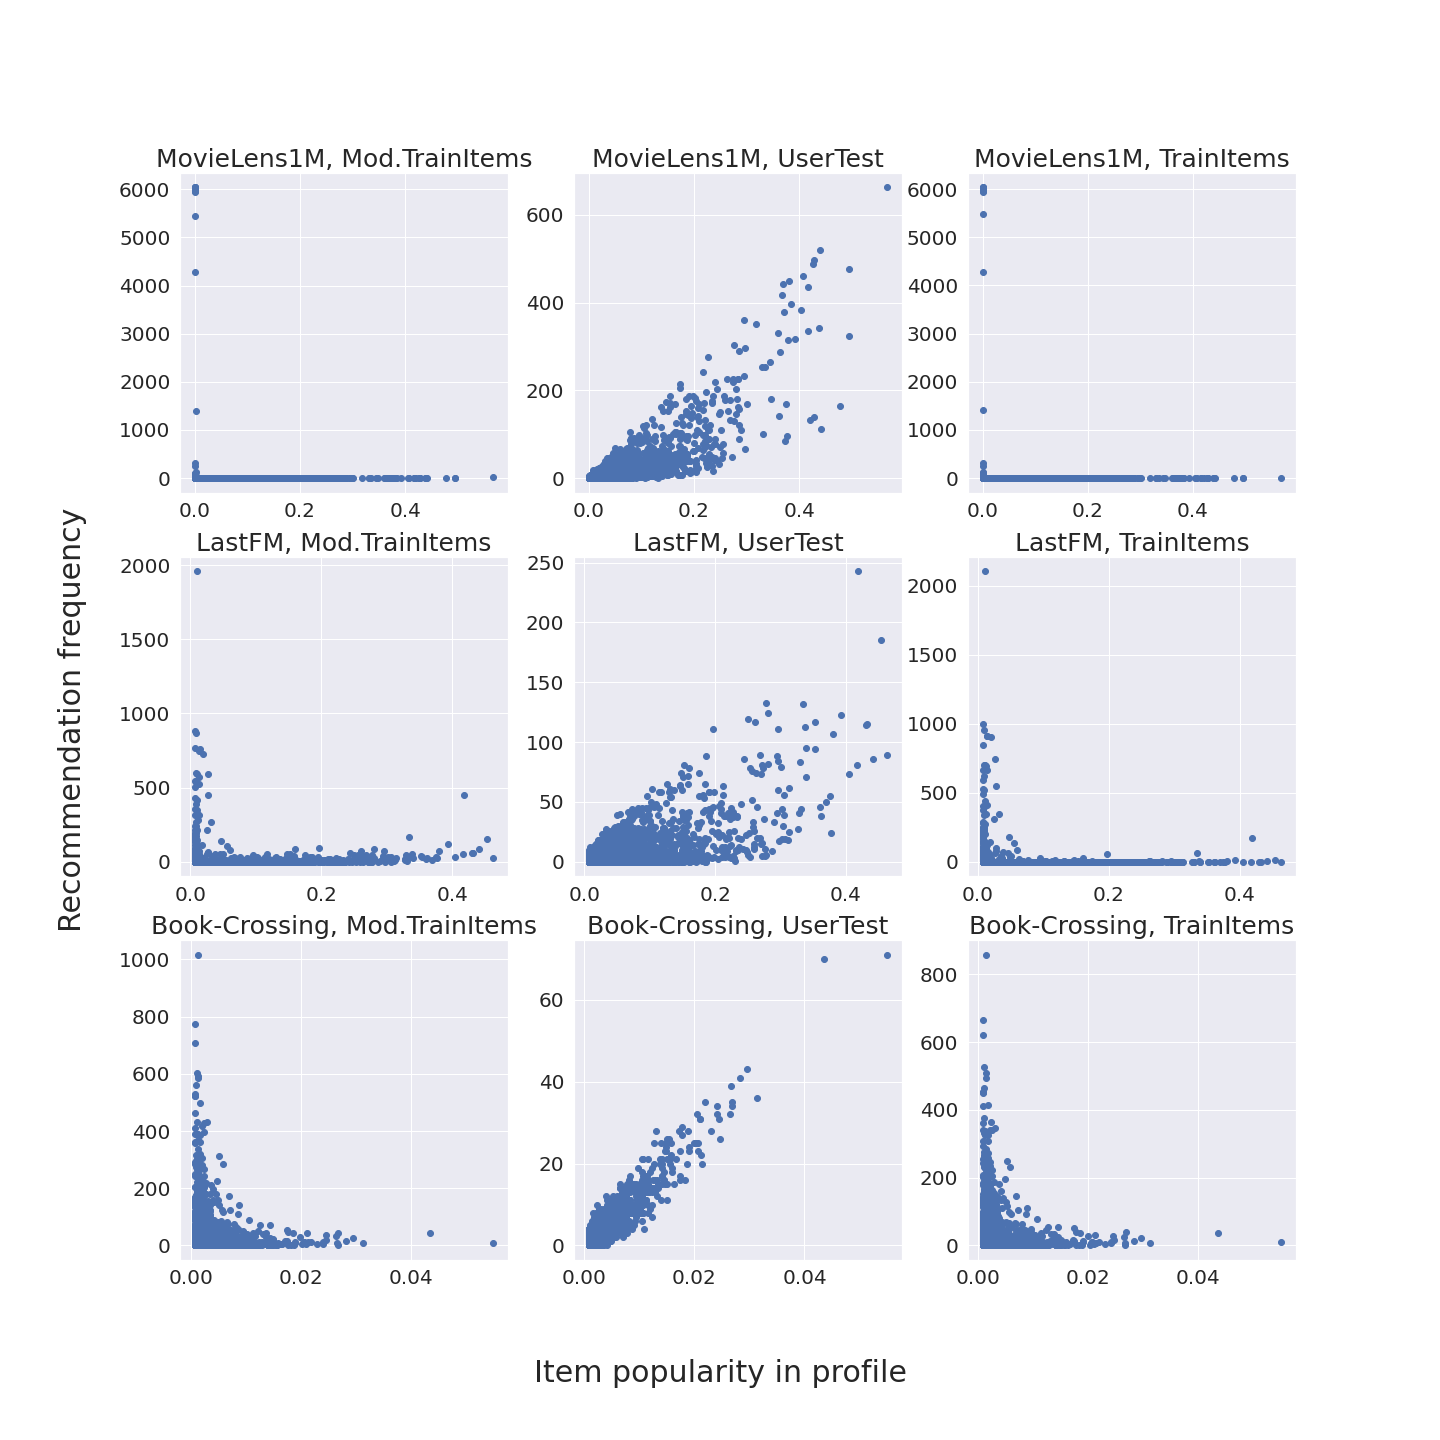 MovieLens1M, Mod.TrainItems
6000
5000
4000
3000
2000
1000
0
0.0 0.2 0.4
MovieLens1M, UserTest
600
400
200
0
0.0 0.2 0.4
MovieLens1M, TrainItems
6000
5000
4000
3000
2000
1000
0
0.0 0.2 0.4
LastFM, Mod.TrainItems
2000
1500
1000
500
0
0.0 0.2 0.4
LastFM, UserTest
250
200
150
100
50
0
0.0 0.2 0.4
LastFM, TrainItems
2000
1500
1000
500
0
0.0 0.2 0.4
Book-Crossing, Mod.TrainItems
1000
800
600
400
200
0
0.00 0.02 0.04
Book-Crossing, UserTest
60
40
20
0
0.00 0.02 0.04
Book-Crossing, TrainItems
800
600
400
200
0
0.00 0.02 0.04
Recommendation frequency
Item popularity in profile